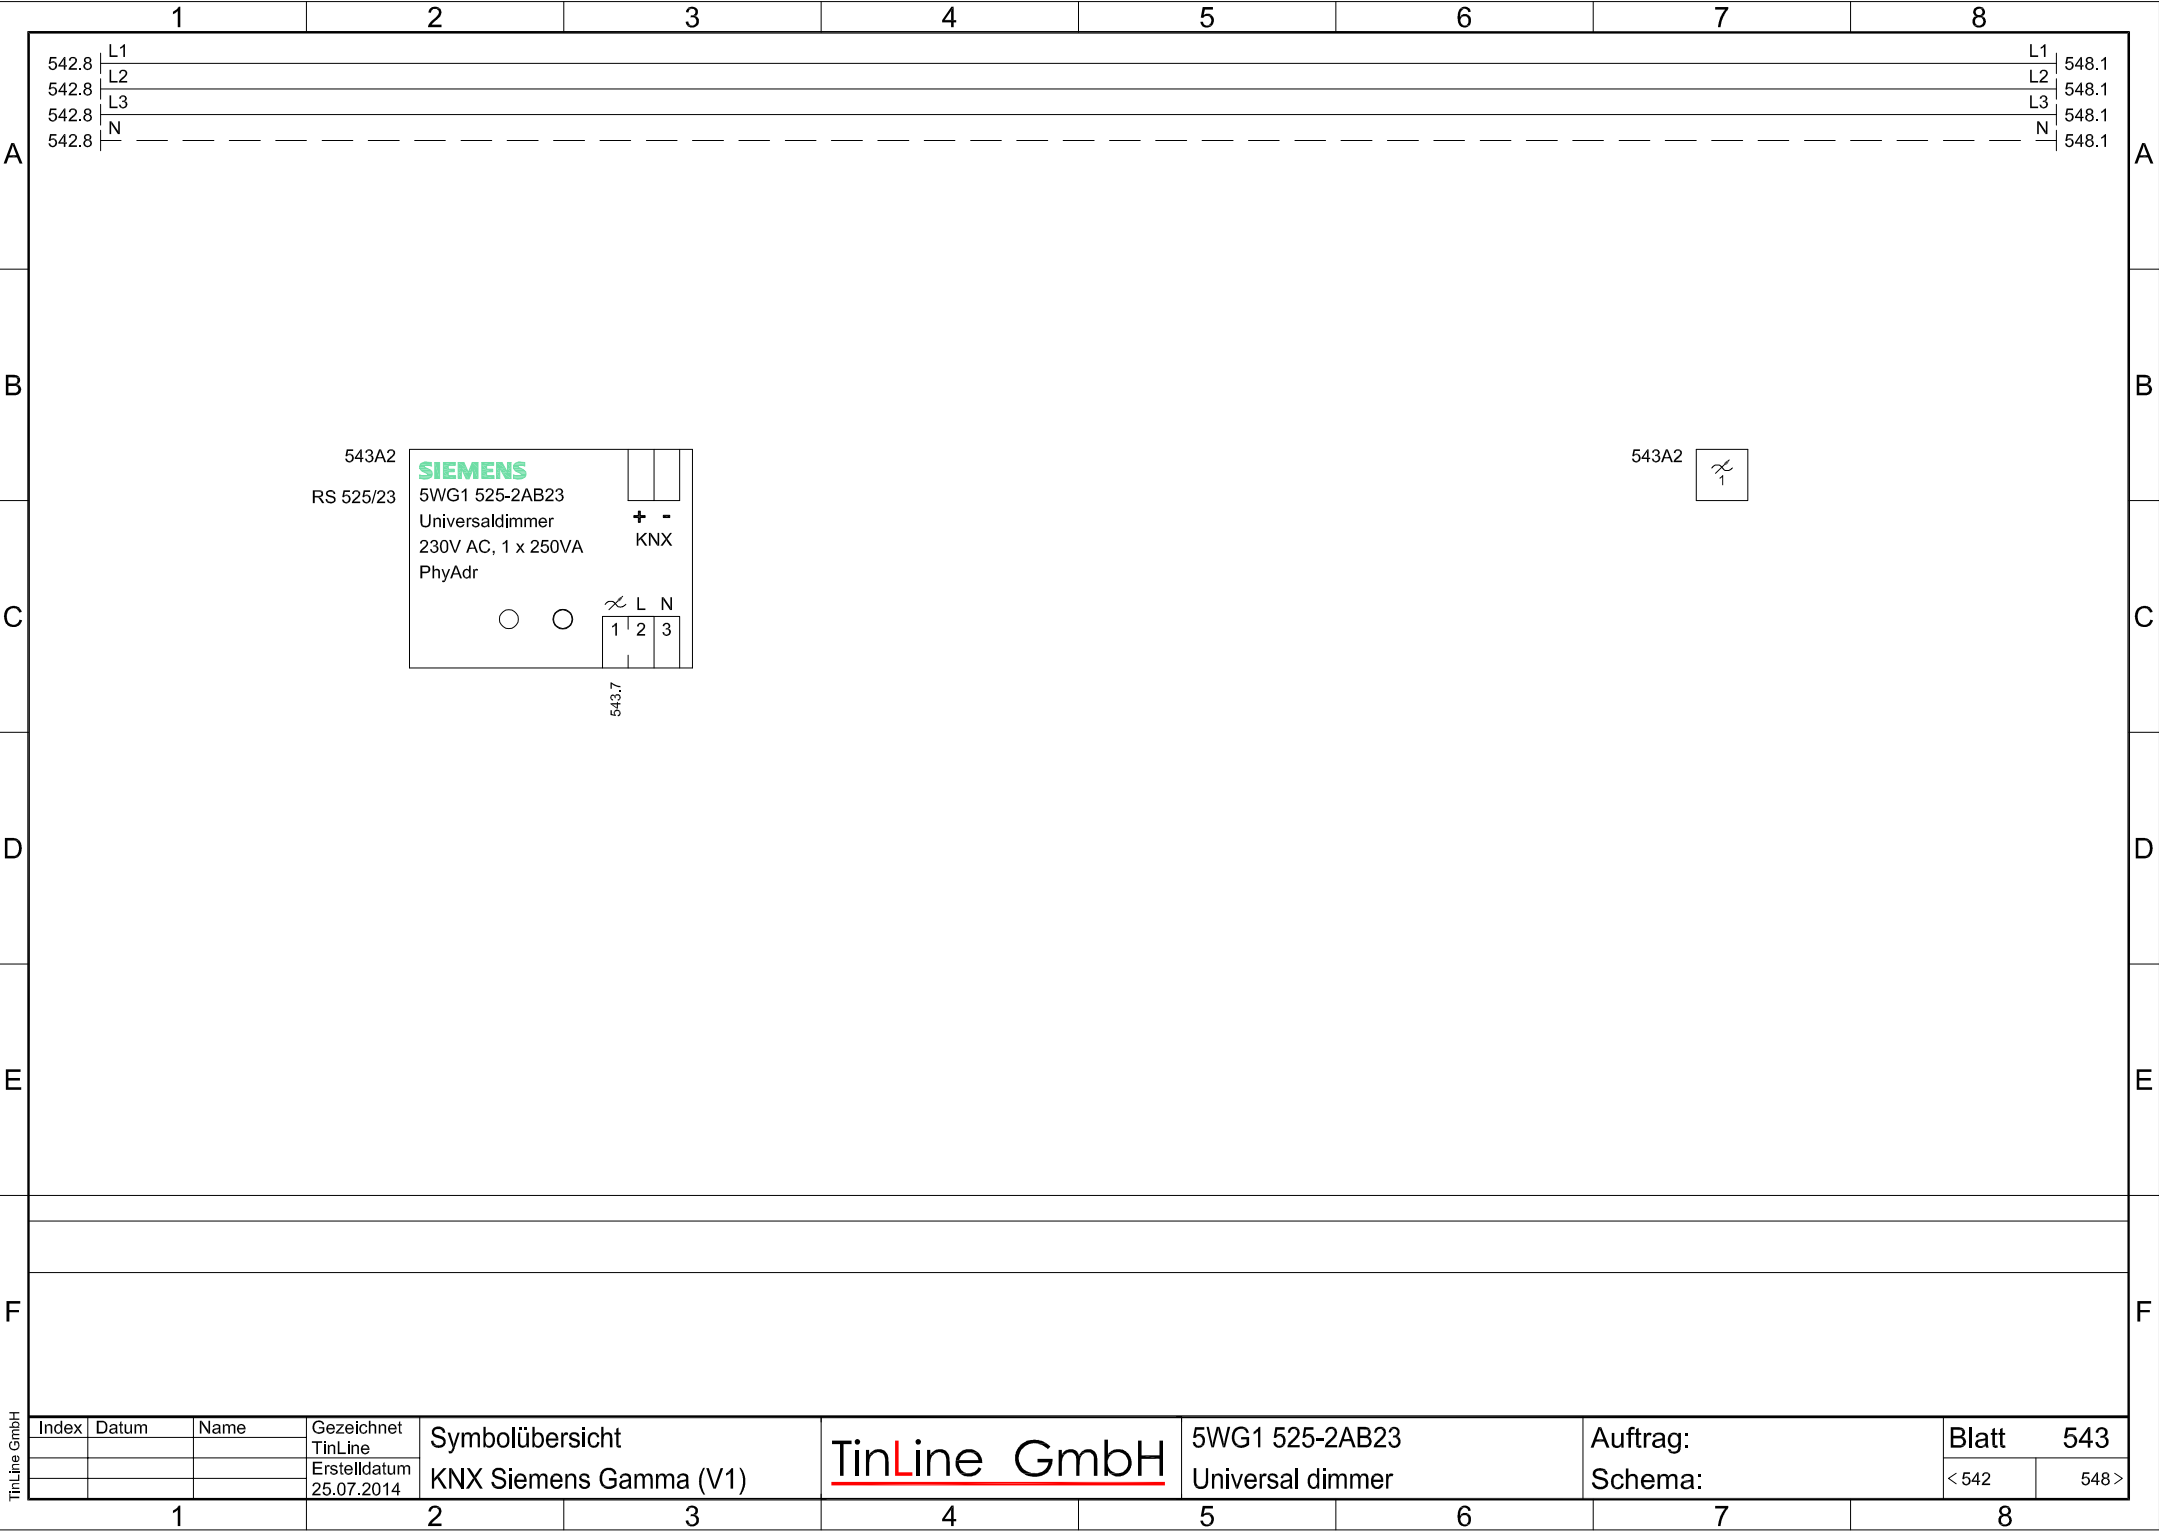 1 2 3 4 5 6 7 8
L1 L1
542.8 548.1
L2 L2
542.8 548.1
L3 L3
542.8 548.1
N N
542.8 548.1
A A
B B
543A2 543A2
SIEMENS
1
RS 525/23 5WG1 525-2AB23
Universaldimmer + -
230V AC, 1 x 250VA KNX
PhyAdr
L N
C C
1 2 3
543.7
D D
E E
F F
TinLine GmbH
Index Datum Name Gezeichnet
TinLine
Erstelldatum
25.07.2014
Symbolübersicht
KNX Siemens Gamma (V1)
TinLine GmbH
5WG1 525-2AB23
Universal dimmer
Auftrag:
Schema:
Blatt 543
< 542 548 >
1 2 3 4 5 6 7 8